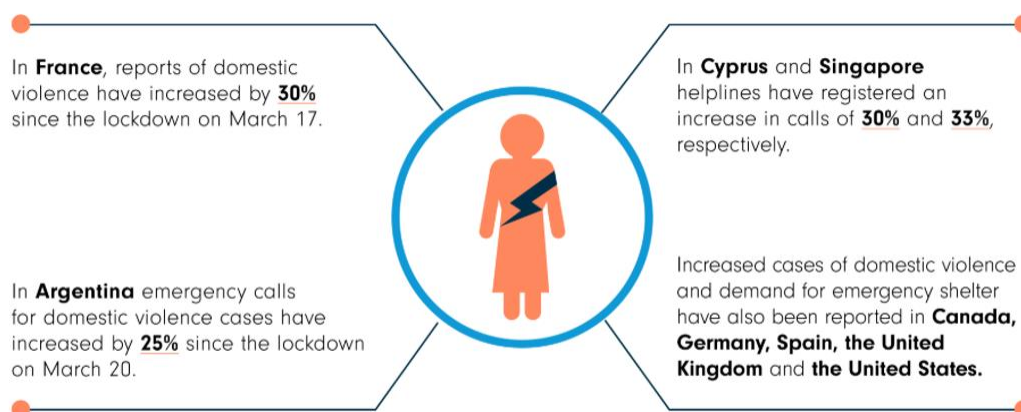 In France, reports of domestic
violence have increased by 30%
since the lockdown on March 17.
In Cyprus and Singapore
helplines have registered an
increase in calls of 30% and 33%,
respectively.
In Argentina emergency calls
for domestic violence cases have
increased by 25% since the lockdown
on March 20.
Increased cases of domestic violence
and demand for emergency shelter
have also been reported in Canada,
Germany, Spain, the United
Kingdom and the United States.